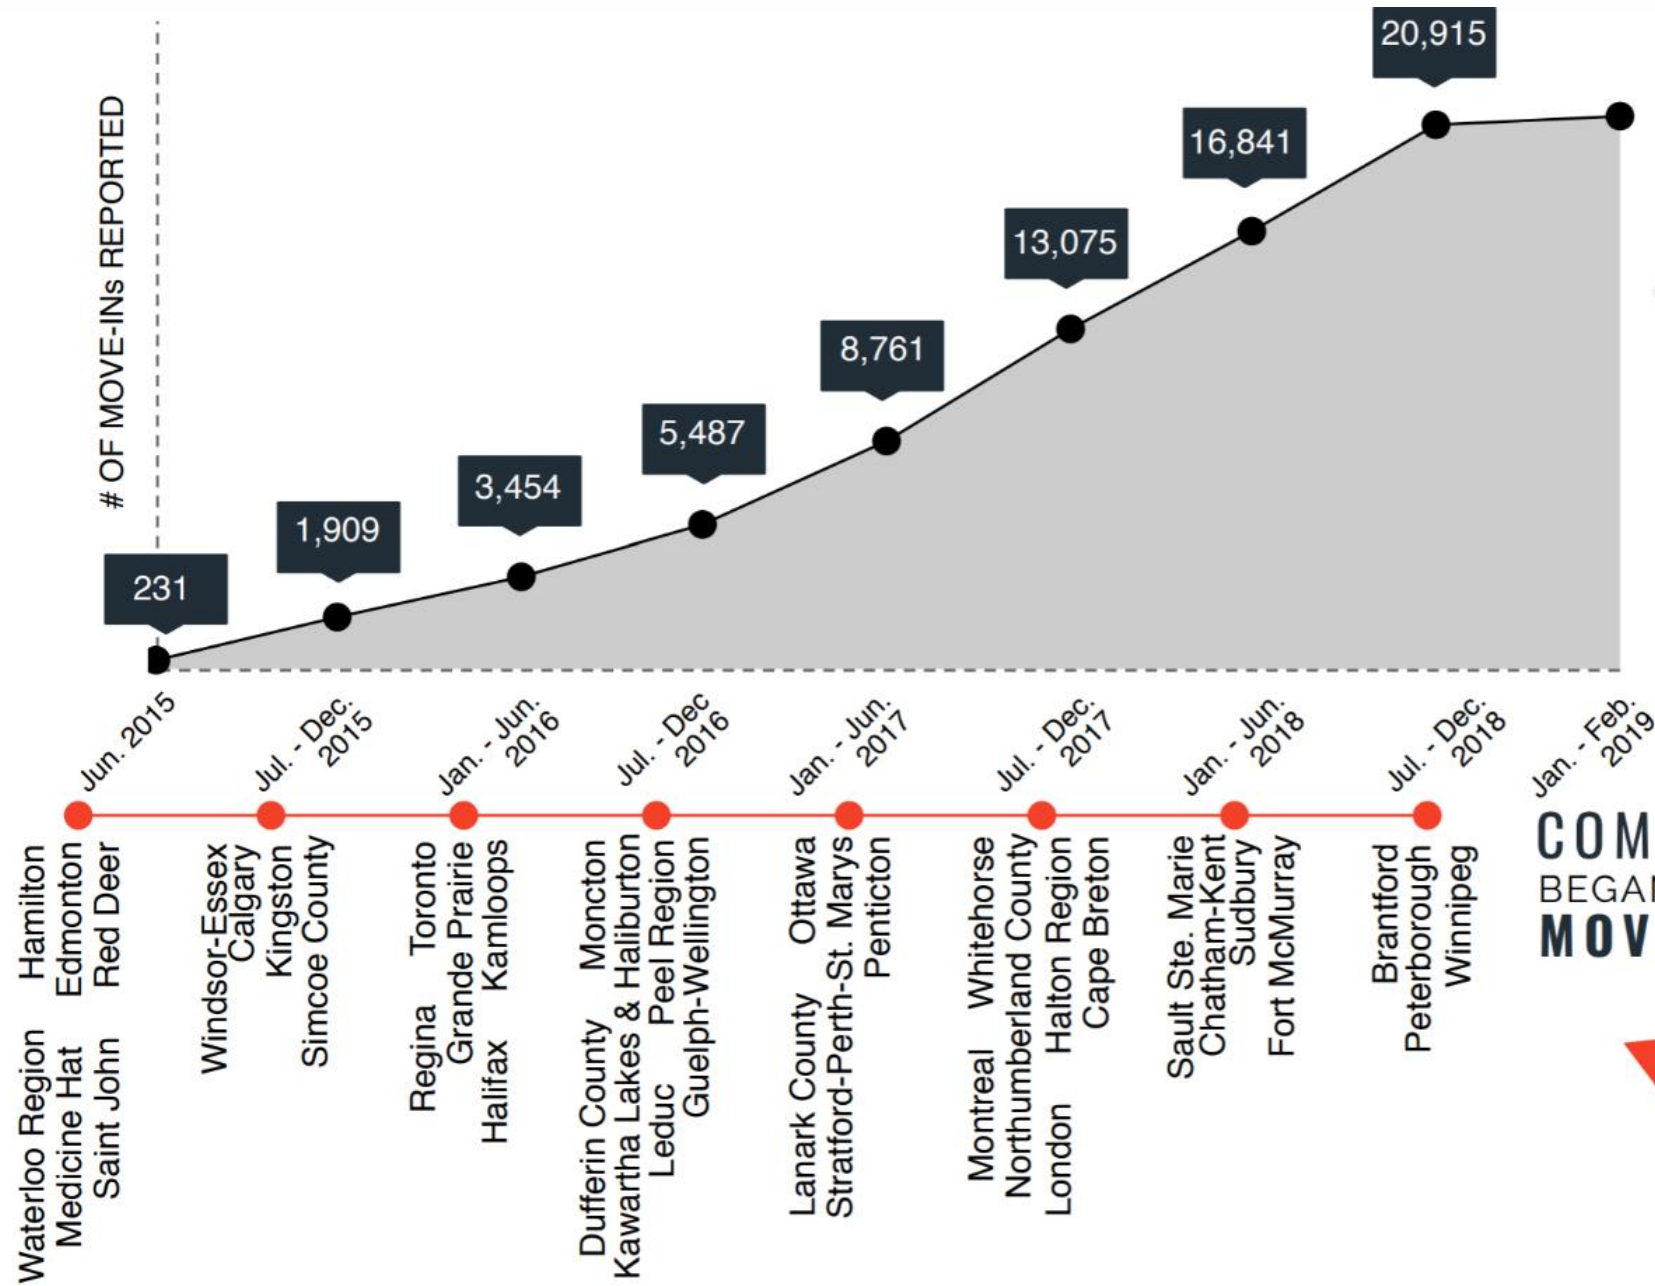 # OF MOVE-INs REPORTED
231
1,909
3,454
5,487
8,761
13,075
16,841
20,915
Jun. 2015
Jul. - Dec.
2015
Jan. - Jun.
2016
Jul. - Dec
2016
Jan. - Jun.
2017
Jul. - Dec.
2017
Jan. - Jun.
2018
Jul. - Dec.
2018
Jan. - Feb.
2019
Waterloo Region Hamilton
Medicine Hat Edmonton
Saint John Red Deer
Windsor-Essex
Calgary
Kingston
Simcoe County
Regina Toronto
Grande Prairie
Halifax Kamloops
Dufferin County Moncton
Kawartha Lakes & Haliburton
Leduc Peel Region
Guelph-Wellington
Lanark County Ottawa
Stratford-Perth-St. Marys
Penticton
Montreal Whitehorse
Northumberland County
London Halton Region
Cape Breton
Sault Ste. Marie
Chatham-Kent
Sudbury
Fort McMurray
Brantford
Peterborough
Winnipeg
COM
BEGAN
MOV